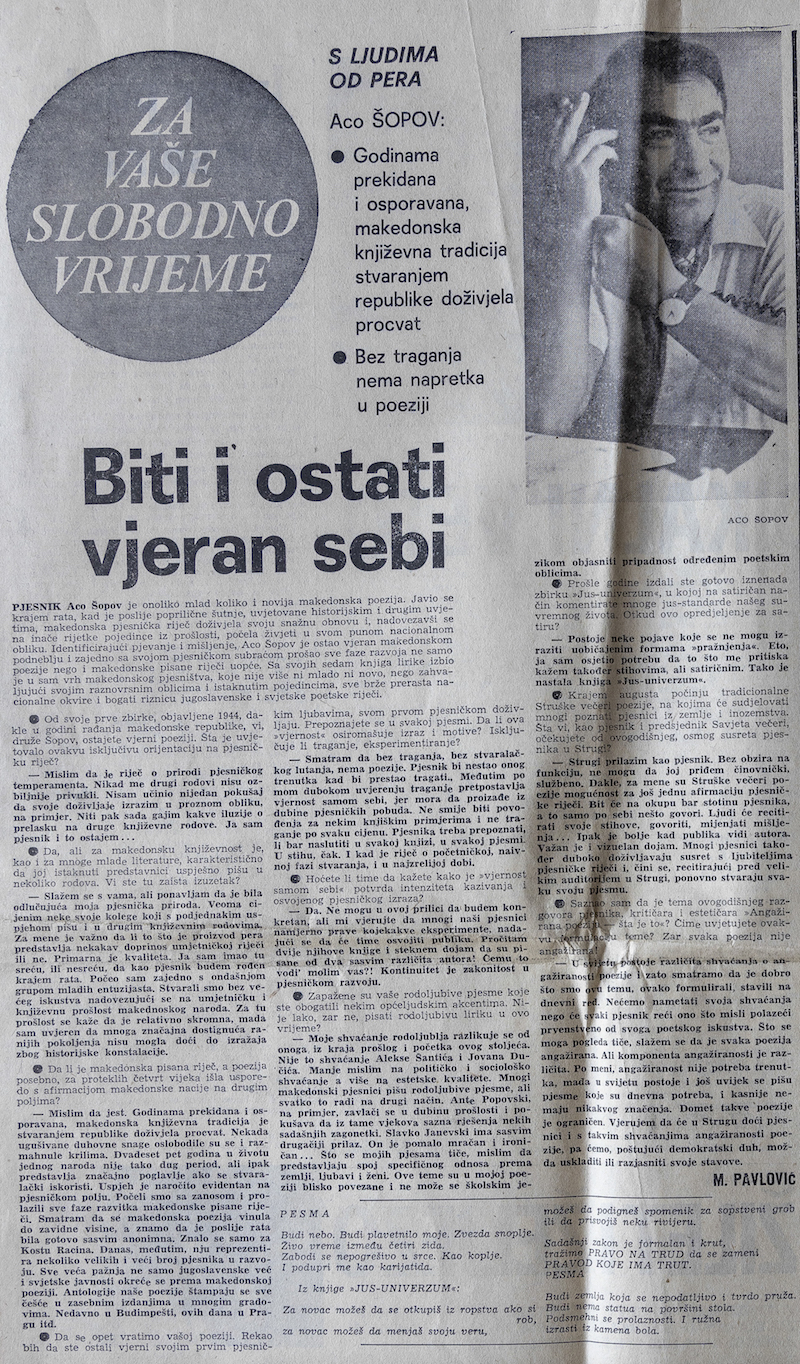 ZA
VAŠE
SLOBODNO
VRIJEME
S LJUDIMA
OD PERA
Aco ŠOPOV:
● Godinama
prekidana
i osporavana,
makedonska
književna tradicija
stvaranjem
republike doživjela
procvat
● Bez traganja
nema napretka
u poeziji
ACO ŠOPOV
Biti i ostati
vjeran sebi
PJESNIK Aco Šopov je onoliko mlad koliko i novija makedonska poezija. Javio se
krajem rata, kad je poslije poprilične šutnje, uvjetovane historijskim i drugim uvje-
tima, makedonska pjesnička riječ doživjela svoju snažnu obnovu i, nadovezavši se
na inače rijetke pojedince iz prošlosti, počela živjeti u svom punom nacionalnom
obliku. Identificirajući pjevanje i mišljenje, Aco Šopov je ostao vjeran makedonskom
podneblju i zajedno sa svojom pjesničkom subraćom prošao sve faze razvoja ne samo
poezije nego i makedonske pisane riječi uopće. Sa svojih sedam knjiga lirike izbio
je u sam vrh makedonskog pjesništva, koje nije više ni mlado ni novo, nego zahva-
ljujući svojim raznovrsnim oblicima i istaknutim pojedincima, sve brže prerasta na-
cionalne okvire i bogati riznicu jugoslavenske i svjetske poetske riječi.
● Od svoje prve zbirke, objavljene 1944, da-
kle u godini rađanja makedonske republike, vi,
druže Šopov, ostajete vjerni poeziji. Šta je uvje-
tovalo ovakvu isključivu orijentaciju na pjesnič-
ku riječ?
— Mislim da je riječ o prirodi pjesničkog
temperamenta. Nikad me drugi rodovi nisu oz-
biljnije privukli. Nisam učinio nijedan pokušaj
da svoje doživljaje izrazim u proznom obliku,
na primjer. Niti pak sada gajim kakve iluzije o
prelasku na druge književne rodove. Ja sam
pjesnik i to ostajem...
● Da, ali za makedonsku književnost je,
kao i za mnoge mlade literature, karakteristično
da joj istaknuti predstavnici uspješno pišu u
nekoliko rodova. Vi ste tu zaista izuzetak?
— Slažem se s vama, ali ponavljam da je bila
odlučnujuća moja pjesnička priroda. Veoma ci-
jenim neke svoje kolege koji s podjednakim us-
pjehom pišu i u drugim književnim rodovima.
Za mene je važno da li to što je proizvod pera
predstavlja nekakav doprinos umjetničkoj riječi
ili ne. Primarna je kvaliteta. Ja sam imao tu
sreću, ili nesreću, da kao pjesnik budem rođen
krajem rata. Počeo sam zajedno s ondašnjom
grupom mladih entuzijasta. Stvarali smo bez ve-
ćeg iskustva nadovezujući se na umjetničku i
književnu prošlost makedonskog naroda. Za tu
prošlost se kaže da je relativno skromna, mada
sam uvjeren da mnoga značajna dostignuća ra-
nijih pokoljenja nisu mogla doći do izražaja
zbog historijske konstalacije.
● Da li je makedonska pisana riječ, a poezija
posebno, za proteklih četvrt vijeka išla uspore-
do s afirmacijom makedonske nacije na drugim
poljima?
— Mislim da jest. Godinama prekidana i os-
poravana, makedonska književna tradicija je
stvaranjem republike doživjela procvat. Nekada
ugušivane duhovne snage oslobodile su se i raz-
mahnule krilima. Dvadeset pet godina u životu
jednog naroda nije tako dug period, ali ipak
predstavlja značajno poglavlje ako se stvara-
lački iskoristi. Uspjeh je naročito evidentan na
pjesničkom polju. Počeli smo sa zanosom i pro-
lazili sve faze razvitka makedonske pisane rije-
či. Smatram da se makedonska poezija vinula
do zavidne visine, a znamo da je poslije rata
bila gotovo sasvim anonimna. Znalo se samo za
Kostu Racina. Danas, međutim, nju reprezenti-
ra nekoliko velikih i veći broj pjesnika u razvo-
ju. Sve veća pažnja ne samo jugoslavenske već
i svjetske javnosti okreće se prema makedonskoj
poeziji. Antologije naše poezije štampaju se sve
češće u zasebnim izdanjima u mnogim grado-
vima. Nedavno u Budimpešti, ovih dana u Pra-
gu itd.
● Da se opet vratimo vašoj poeziji. Rekao
bih da ste ostali vjerni svojim prvim pjesnič-
kim ljubavima, svom prvom pjesničkom doživ-
ljaju. Prepoznajete se u svakoj pjesmi. Da li ova
»vjernost« osiromašuje izraz i motive? Isklju-
čuje li traganje, eksperimentiranje?
— Smatram da bez traganja, bez stvaralač-
kog lutanja, nema poezije. Pjesnik bi nestao onog
trenutka kad bi prestao tragati., Međutim po
mom dubokom uvjerenju traganje pretpostavlja
vjernost samom sebi, jer mora da proizađe iz
dubine pjesničkih pobuda. Ne smije biti povo-
đenja za nekim knjiškim primjerima i ne tra-
ganje po svaku cijenu. Pjesnika treba prepoznati,
li bar naslutiti u svakoj knjizi, u svakoj pjesmi.
U stihu, čak. I kad je riječ o početničkoj, naiv-
noj fazi stvaranja, i u najzrelijoj dobi.
● Hoćete li time da kažete kako je »vjernost
samom sebi« potvrda intenziteta kazivanja i
osvojenog pjesničkog izraza?
— Da. Ne mogu u ovoj prilici da budem kon-
kretan, ali mi vjerujte da mnogi naši pjesnici
namjerno prave kojekakve eksperimente, nada-
jući se da će time osvojiti publiku. Pročitam
dvije njihove knjige i steknem dojam da su pi-
sane od dva sasvim različita autora! Čemu to
vodi' molim vas?! Kontinuitet je zakonitost u
pjesničkom razvoju.
● Zapažene su vaše rodoljubive pjesme koje
ste obogatili nekim općeljudskim akcentima. Ni-
je lako, zar ne, pisati rodoljubivu liriku u ovo
vrijeme?
— Moje shvaćanje rodoljublja razlikuje se od
onoga iz kraja prošlog i početka ovog stoljeća.
Nije to shvaćanje Alekse Šantića i Jovana Du-
čića. Manje mislim na političko i sociološko
shvaćanje a više na estetske kvalitete. Mnogi
makedonski pjesnici pišu rodoljubive pjesme, ali
svatko to radi na drugi način. Ante Popovski,
na primjer, zavlači se u dubinu prošlosti i po-
kušava da iz tame vjekova sazna rješenja nekih
sadašnjih zagonetki. Slavko Janevski ima sasvim
drugačiji prilaz. On je pomalo mračan i ironi-
čan... Što se mojih pjesama tiče, mislim da
predstavljaju spoj specifičnog odnosa prema
zemlji, ljubavi i ženi. Ove teme su u mojoj poe-
ziji blisko povezane i ne može se školskim je-
zikom objasniti pripadnost određenim poetskim
oblicima.
● Prošle godine izdali ste gotovo iznenada
zbirku »Jus-univerzum«, u kojoj na satiričan na-
čin komentirate mnoge jus-standarde našeg su-
vremnog života. Otkud ovo opredjeljenje za sa-
tiru?
— Postoje neke pojave koje se ne mogu iz-
raziti uobičajenim formama »pražnjenja«. Eto,
ja sam osjetio potrebu da to što me pritiska
kažem također stihovima, ali satiričnim. Tako je
nastala knjiga »Jus-univerzum«.
● Krajem augusta počinju tradicionalne
Struške večeri poezije, na kojima će sudjelovati
mnogi poznati pjesnici iz zemlje i inozemstva.
Šta vi, kao pjesnik i predsjednik Savjeta večeri,
očekujete od ovogodišnjeg, osmog susreta pjes-
nika u Strugi?
— Strugi prilazim kao pjesnik. Bez obzira na
funkciju, ne mogu da joj priđem činovnički,
službeno. Dakle, za mene su Struške večeri po-
ezije mogućnost za još jednu afirmaciju pjesnič-
ke riječi. Bit će na okupu bar stotinu pjesnika,
a to samo po sebi nešto govori. Ljudi će reciti-
rati svoje stihove, govoriti, mijenjati mišlje-
nja... Ipak je bolje kad publika vidi autora.
Važan je i vizuelan dojam. Mnogi pjesnici tako-
đer duboko doživljavaju susret s ljubiteljima
pjesničke riječi i, čini se, recitirajući pred veli-
kim auditorijem u Strugi, ponovno stvaraju sva-
ku svoju pjesmu.
● Saznao sam da je tema ovogodišnjeg raz-
govora pjesnika, kritičara i estetičara »Angaži-
rana poezija — šta je to«? Čime uvjetujete ovak-
vu formulaciju teme? Zar svaka poezija nije
angažirana?
— U svijetu postoje različita shvaćanja o an-
gažiranosti poezije i zato smatramo da je dobro
što smo ovu temu, ovako formulirali, stavili na
dnevni red. Nećemo nametati svoja shvaćanja
nego će svaki pjesnik reći ono što misli polazeći
prvenstveno od svoga poetskog iskustva. Što se
moga pogleda tiče, slažem se da je svaka poezija
angažirana. Ali komponenta angažiranosti je raz-
ličita. Po meni, angažiranost nije potreba trenut-
ka, mada u svijetu postoje i još uvijek se pišu
pjesme koje su dnevna potreba, i kasnije ne-
maju nikakvog značenja. Domet takve poezije
je ograničen. Vjerujem da će u Strugu doći pjes-
nici i s takvim shvaćanjima angažiranosti poe-
zije, pa ćemo, poštujući demokratski duh, mož-
da uskladiti ili razjasniti svoje stavove.
M. PAVLOVIĆ
PESMA
Budi nebo. Budi plavetnilo moje. Zvezda snoplje.
Živo vreme između četiri zida.
Zabodi se nepogrešivo u srce. Kao koplje.
I podupri me kao karijatida.
Iz knjige »JUS-UNIVERZUM«:
Za novac možeš da se otkupiš iz ropstva ako si
rob,
za novac možeš da menjaš svoju veru,
možeš da podigneš spomenik za sopstveni grob
ili da prisvojiš neku rivijeru.
Sadašnji zakon je formalan i krut,
tražimo PRAVO NA TRUD da se zameni
PRAVOD KOJE IMA TRUT.
PESMA
Budi zemlja koja se nepodatljivo i tvrdo pruža.
Budi nema statua na površini stola.
Podsmehni se prolaznosti. I ružna
izrasti iz kamena bola.